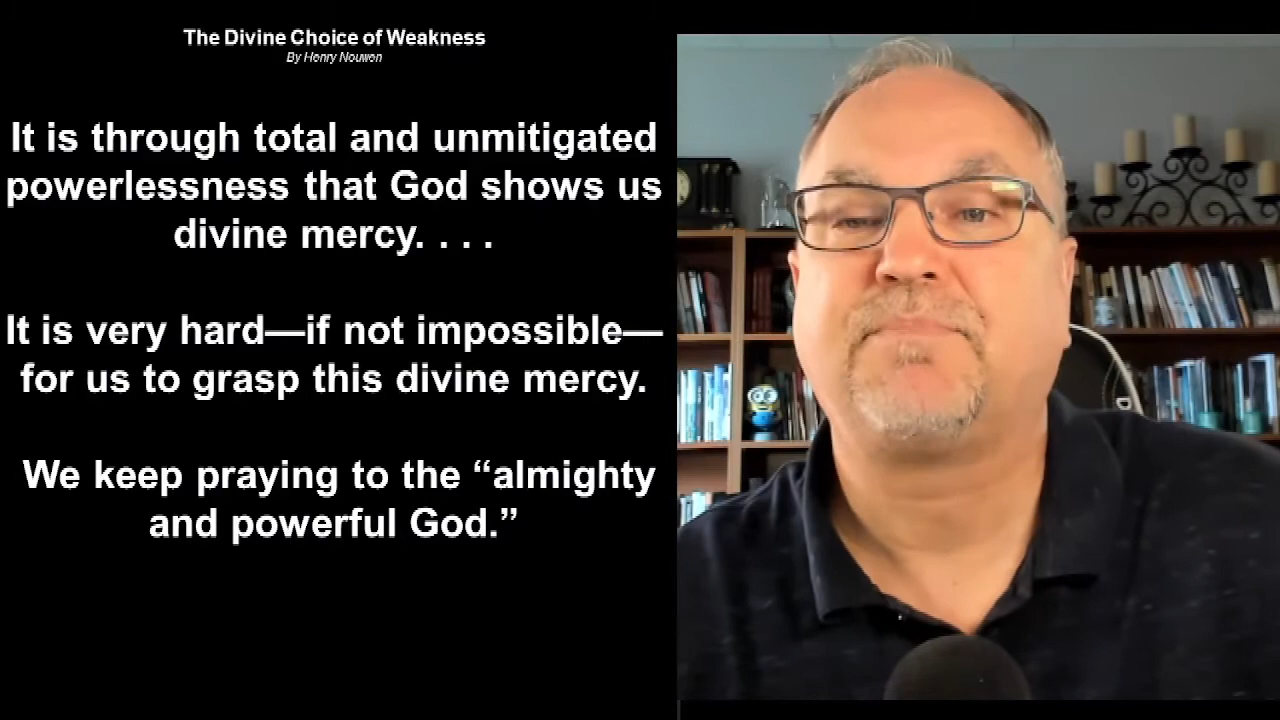 The Divine Choice of Weakness
By Henry Nouwen
It is through total and unmitigated
powerlessness that God shows us
divine mercy. . . .
It is very hard—if not impossible—
for us to grasp this divine mercy.
We keep praying to the “almighty
and powerful God.”